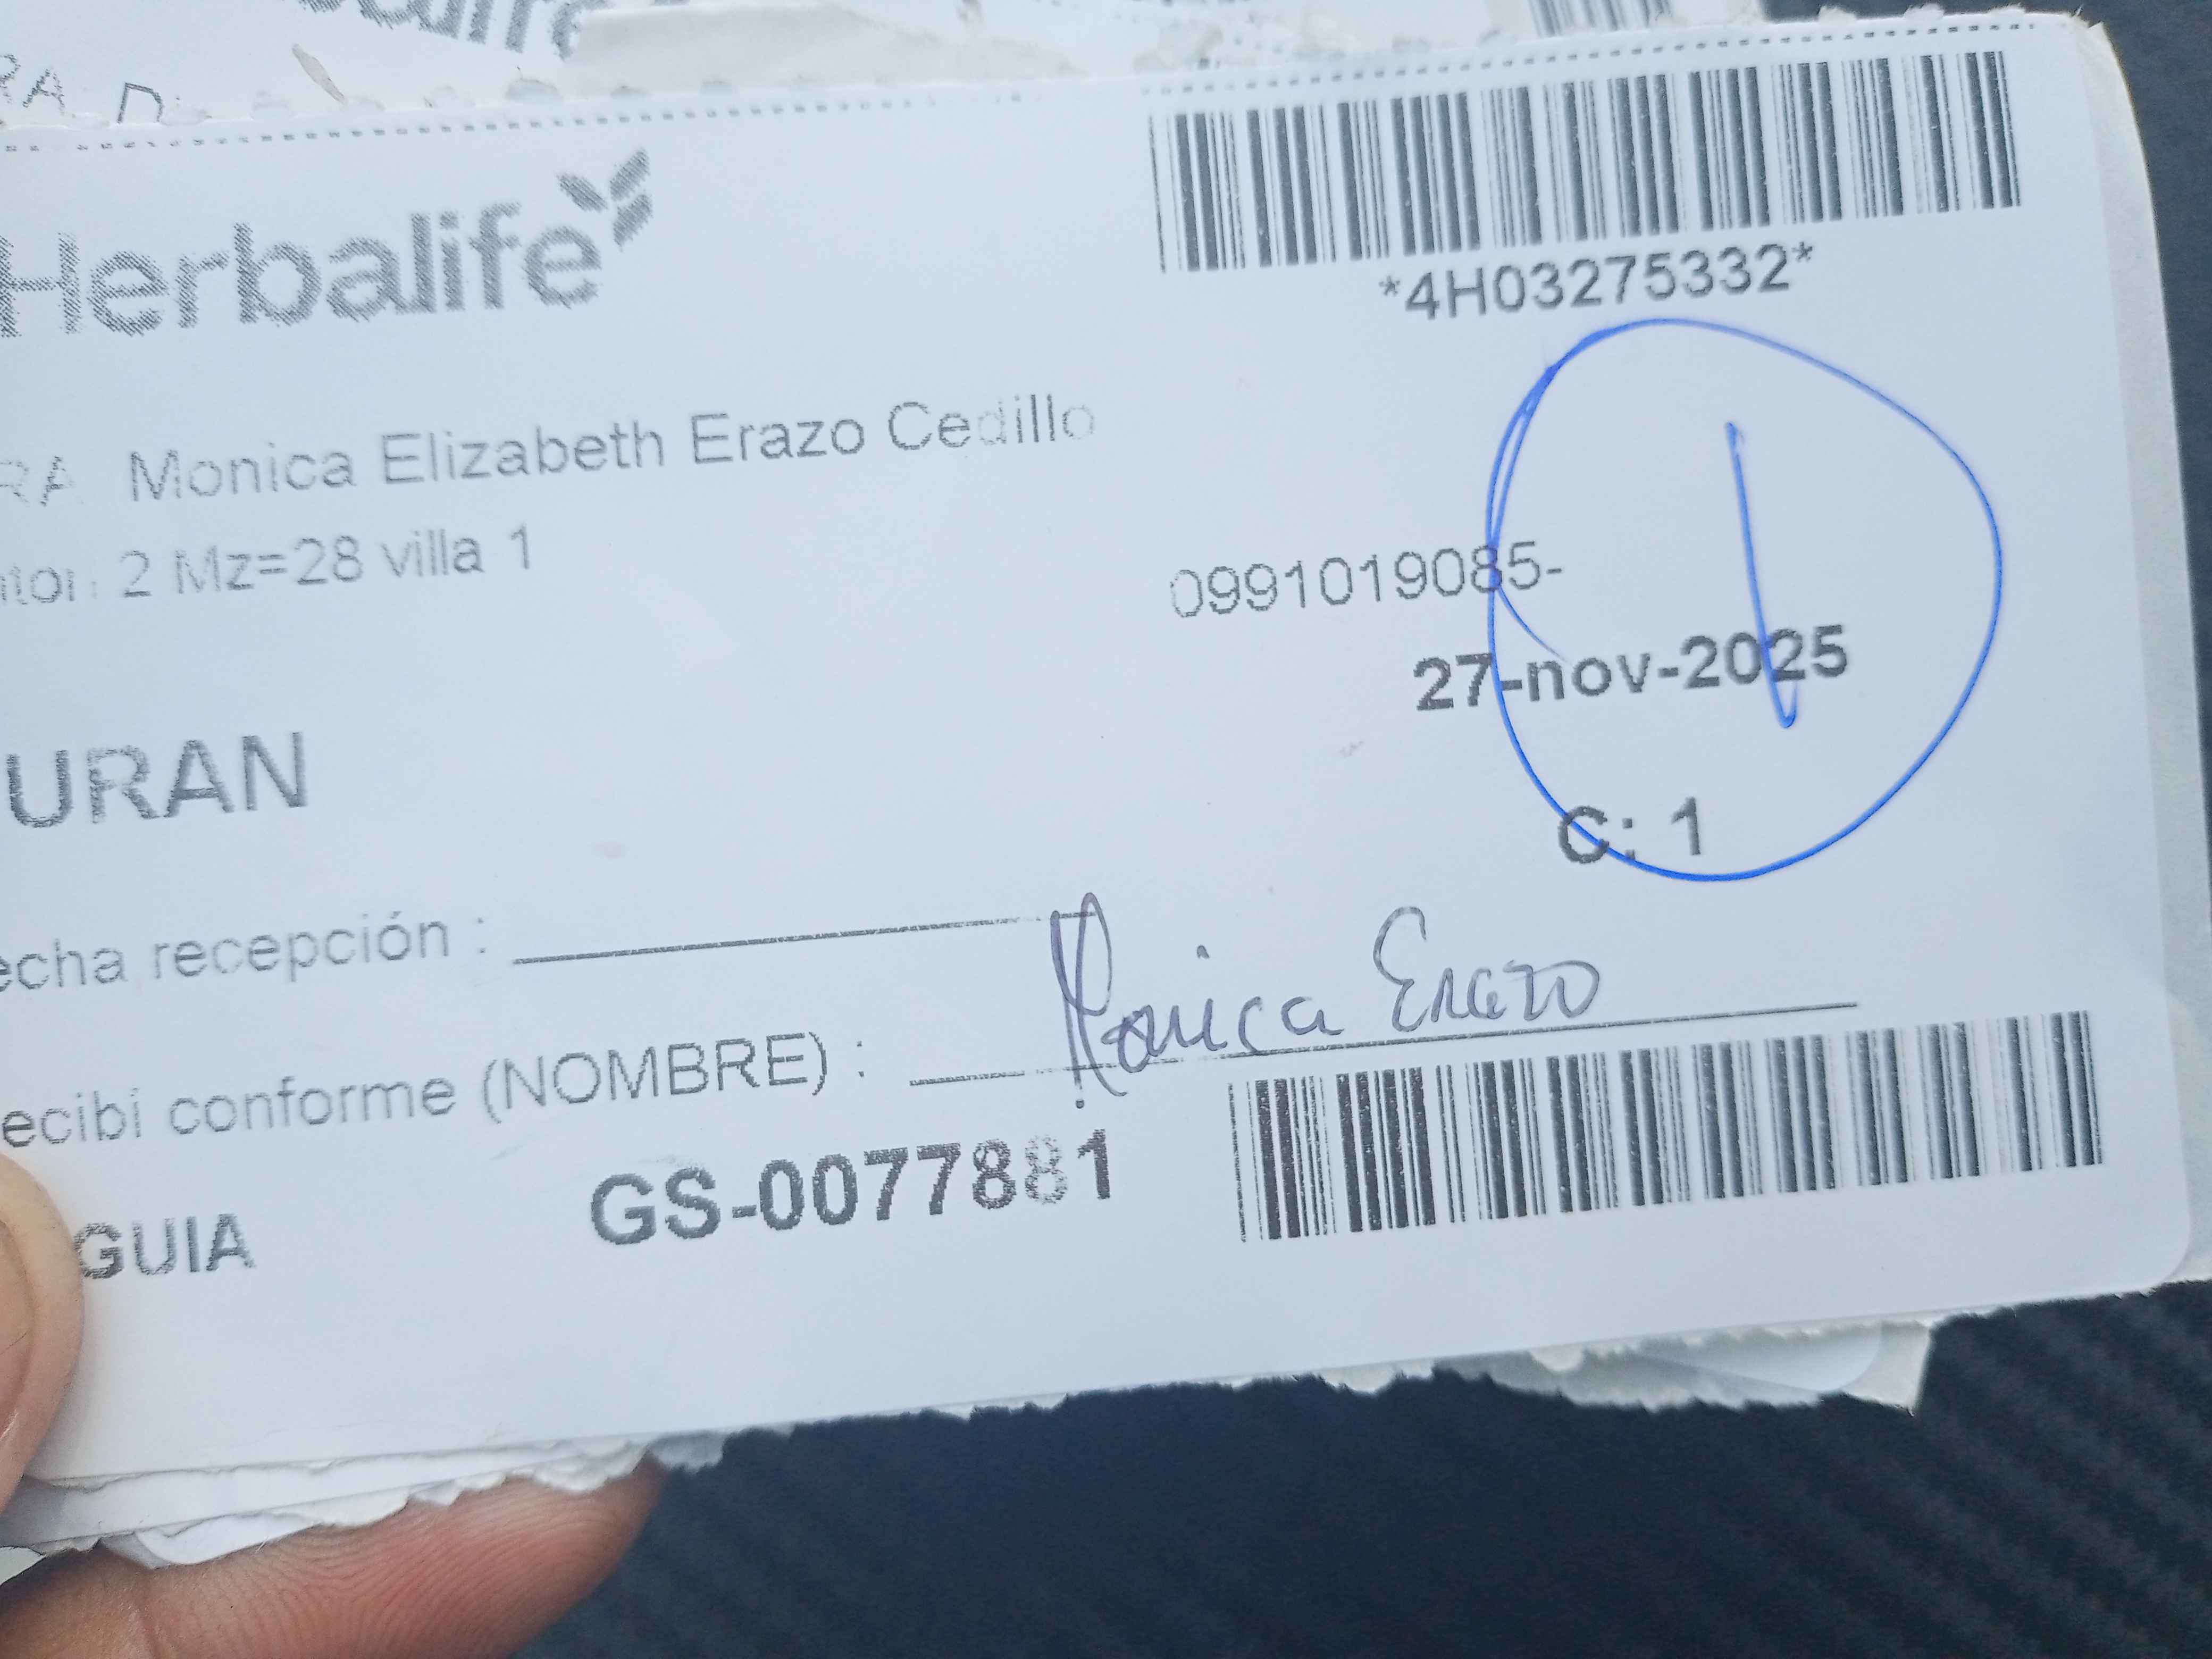 Herbalife
*4H03275332*
RA Monica Elizabeth Erazo Cedillo
2 Mz=28 villa 1
0991019085-
27-nov-2025
URAN
C: 1
echa recepción :
ecibi conforme (NOMBRE) : Monica Erazo
GUIA GS-0077881